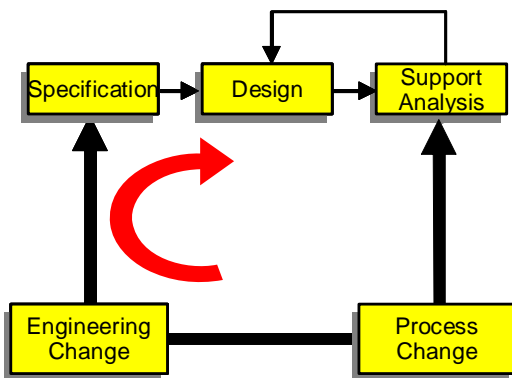 Specification
Design
Support
Analysis
Engineering
Change
Process
Change